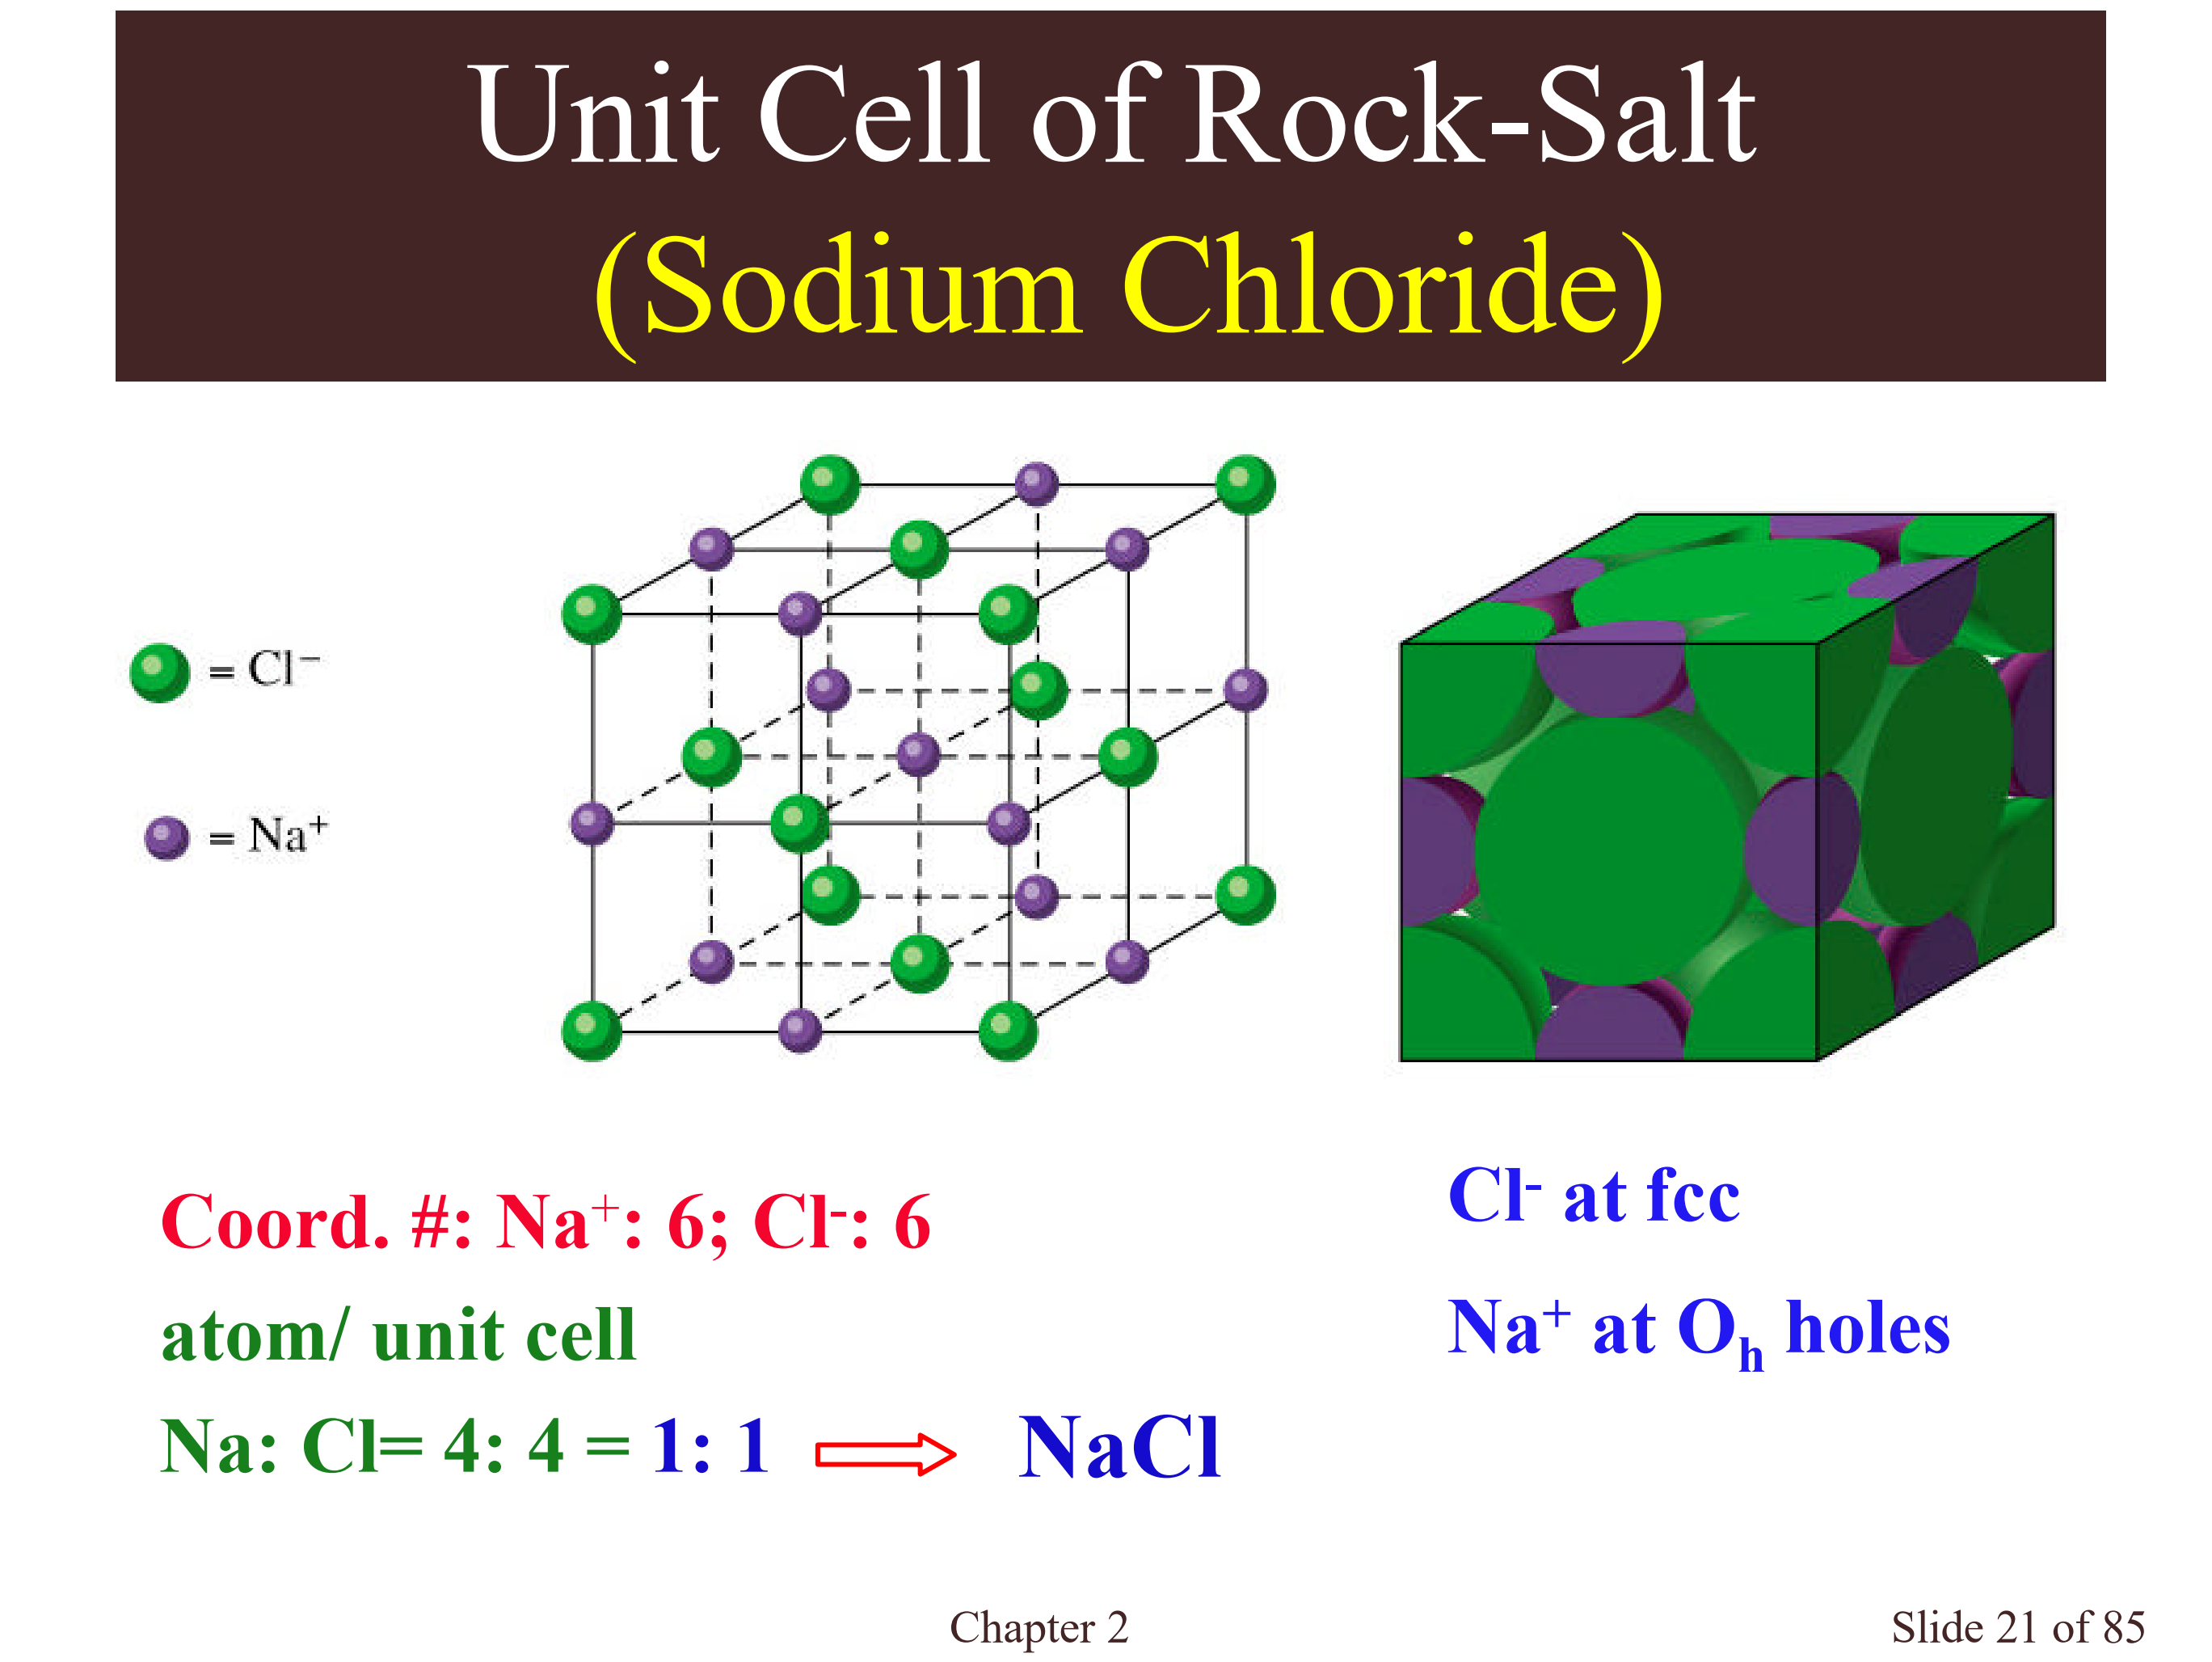 Unit Cell of Rock-Salt
(Sodium Chloride)
= Cl⁻
= Na⁺
Coord. #: Na⁺: 6; Cl⁻: 6
atom/ unit cell
Na: Cl= 4: 4 = 1: 1
NaCl
Cl⁻ at fcc
Na⁺ at Oₕ holes
Chapter 2
Slide 21 of 85